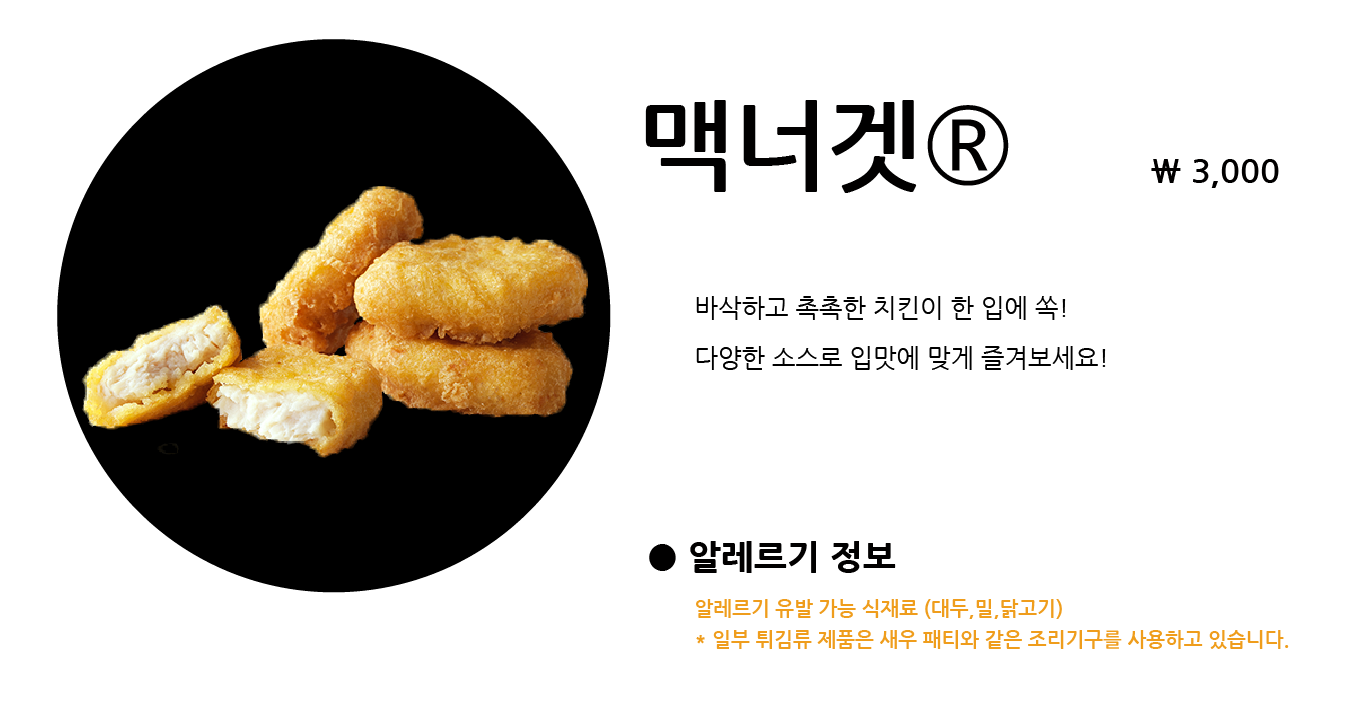 맥너겟®
₩ 3,000
바삭하고 촉촉한 치킨이 한 입에 쏙!
다양한 소스로 입맛에 맞게 즐겨보세요!
● 알레르기 정보
알레르기 유발 가능 식재료 (대두,밀,닭고기)
* 일부 튀김류 제품은 새우 패티와 같은 조리기구를 사용하고 있습니다.